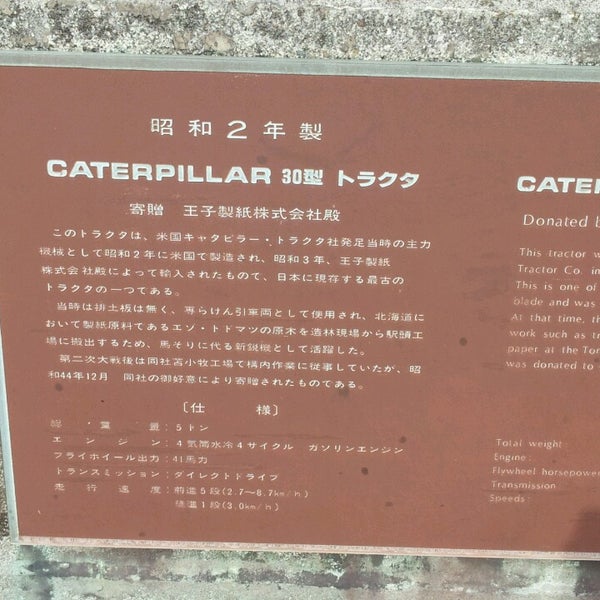 昭和2年製
CATERPILLAR 30型 トラクタ
寄贈 王子製紙株式会社殿
このトラクタは、米国キャタピラー・トラクタ社発足当時の主力
機械として昭和2年に米国で製造され、昭和3年、王子製紙
株式会社殿によって輸入されたもので、日本に現存する最古の
トラクタの一つである。
当時は排土板は無く、専らけん引車両として使用され、北海道に
おいて製紙原料であるエゾ・トドマツの原木を造林現場から駅頭工
場に搬出するため、馬そりに代る新鋭機として活躍した。
第二次大戦後は同社苫小牧工場で構内作業に従事していたが、昭
和44年12月 同社の御好意により寄贈されたものである。
〔仕 様〕
総重量:5トン
エンジン:4気筒水冷4サイクル ガソリンエンジン
フライホイール出力:41馬力
トランスミッション:ダイレクトドライブ
走行速度:前進5段(2.7〜8.7km/h)
後進1段(3.0km/h)
CATER
Donated b
This tractor w
Tractor Co. in
This is one of
blade and was
At that time, th
work such as tr
paper at the Tom
was donated to
Total weight:
Engine:
Flywheel horsepower
Transmission:
Speeds: